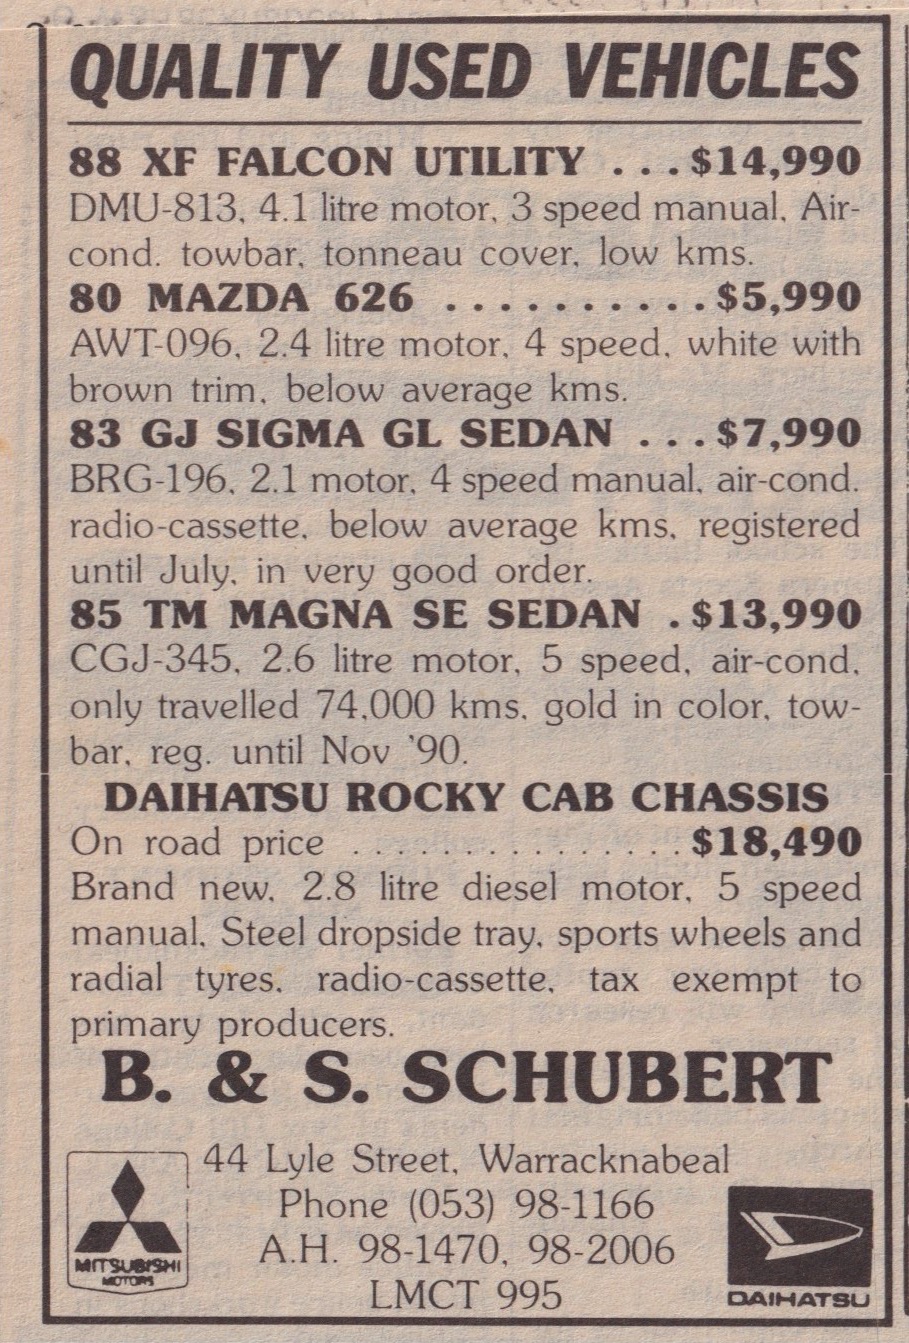 QUALITY USED VEHICLES
88 XF FALCON UTILITY . . . $14,990
DMU-813, 4.1 litre motor, 3 speed manual, Air-
cond. towbar, tonneau cover, low kms.
80 MAZDA 626 . . . . . . . . . . . $5,990
AWT-096, 2.4 litre motor, 4 speed, white with
brown trim, below average kms.
83 GJ SIGMA GL SEDAN . . . $7,990
BRG-196, 2.1 motor, 4 speed manual, air-cond.
radio-cassette, below average kms, registered
until July, in very good order.
85 TM MAGNA SE SEDAN . $13,990
CGJ-345, 2.6 litre motor, 5 speed, air-cond,
only travelled 74,000 kms, gold in color, tow-
bar, reg. until Nov '90.
DAIHATSU ROCKY CAB CHASSIS
On road price . . . . . . . . . . . . . . . $18,490
Brand new, 2.8 litre diesel motor, 5 speed
manual, Steel dropside tray, sports wheels and
radial tyres, radio-cassette, tax exempt to
primary producers.
B. & S. SCHUBERT
44 Lyle Street, Warracknabeal
Phone (053) 98-1166
A.H. 98-1470, 98-2006
LMCT 995
MITSUBISHI
MOTORS
DAIHATSU